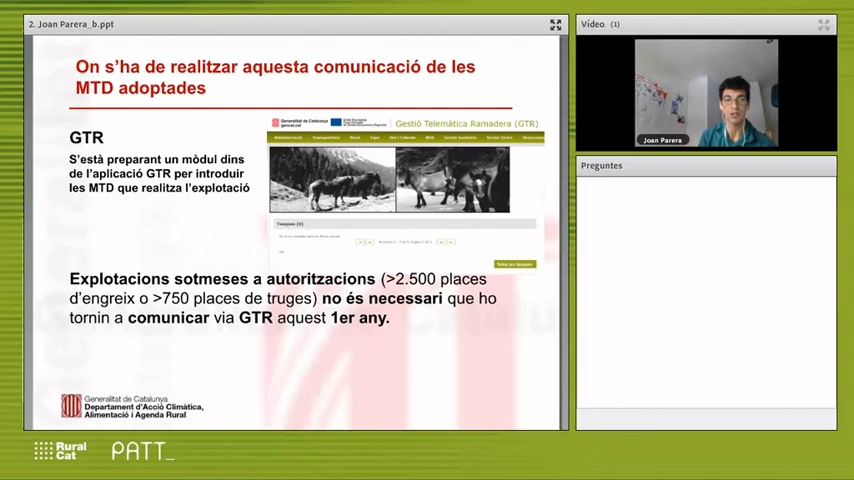 2. Joan Parera_b.ppt
On s’ha de realitzar aquesta comunicació de les
MTD adoptades
GTR
S’està preparant un mòdul dins
de l’aplicació GTR per introduir
les MTD que realitza l’explotació
Generalitat de Catalunya
gencat.cat
Gestió Telemàtica Ramadera (GTR)
Explotacions sotmeses a autoritzacions (>2.500 places
d’engreix o >750 places de truges) no és necessari que ho
tornin a comunicar via GTR aquest 1er any.
Generalitat de Catalunya
Departament d’Acció Climàtica,
Alimentació i Agenda Rural
Vídeo (1)
Joan Parera
Preguntes
Rural
Cat
PATT_